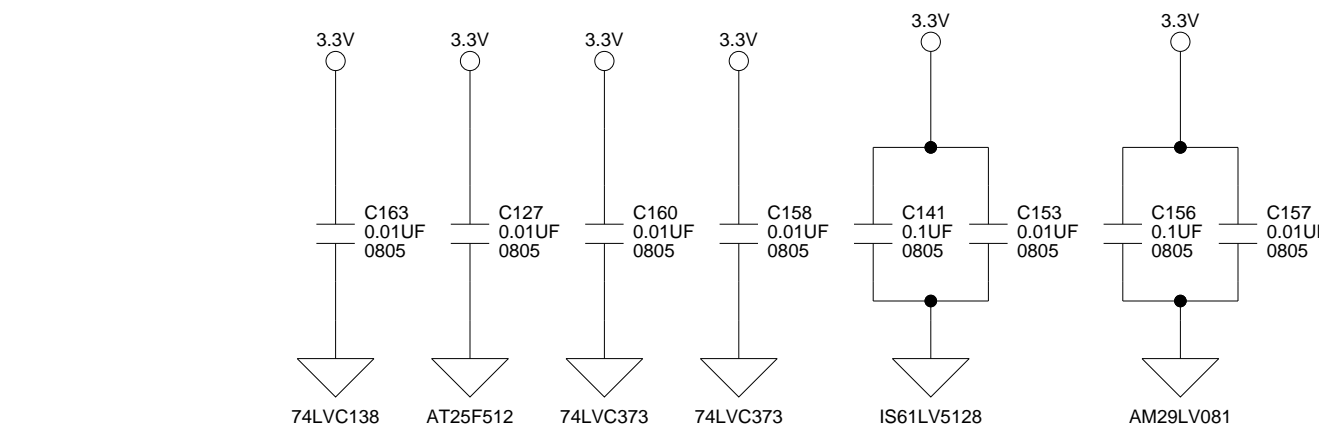 3.3V
3.3V
3.3V
3.3V
3.3V
3.3V
C163
0.01UF
0805
C127
0.01UF
0805
C160
0.01UF
0805
C158
0.01UF
0805
C141
0.1UF
0805
C153
0.01UF
0805
C156
0.1UF
0805
C157
0.01U
0805
74LVC138
AT25F512
74LVC373
74LVC373
IS61LV5128
AM29LV081